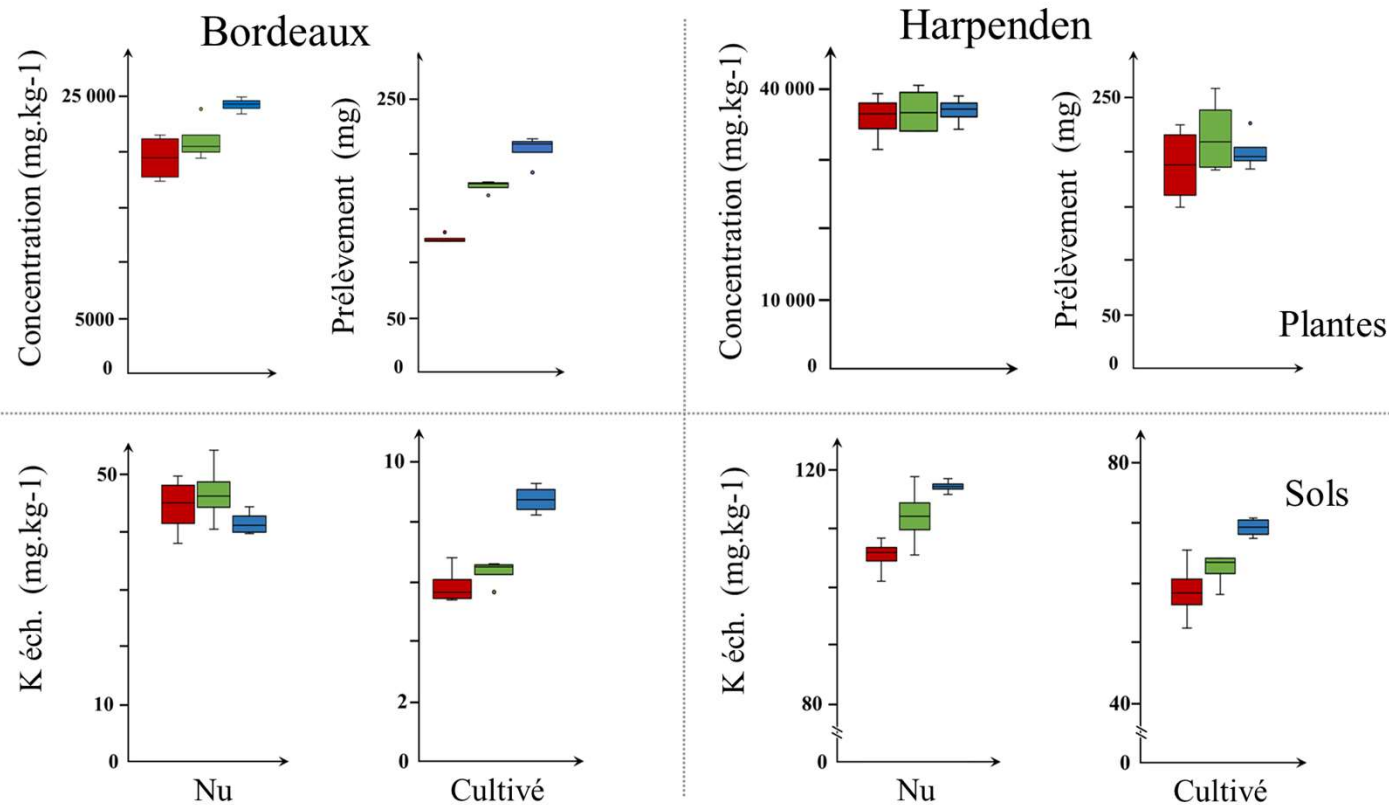 Bordeaux
Harpenden
Concentration (mg.kg-1)
25 000
5000
0
Prélèvement (mg)
250
50
0
Concentration (mg.kg-1)
40 000
10 000
0
Prélèvement (mg)
250
50
0
Plantes
K éch. (mg.kg-1)
50
10
0
Nu
10
2
0
Cultivé
K éch. (mg.kg-1)
120
80
0
Nu
80
40
0
Cultivé
Sols